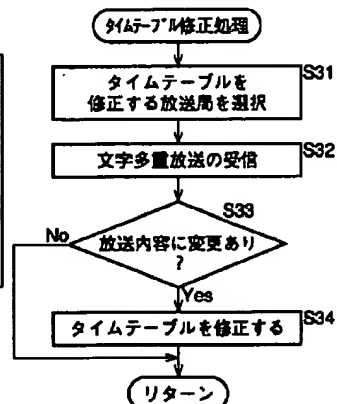 ﾀｲﾑﾃｰﾌﾞﾙ修正処理
S31
タイムテーブルを
修正する放送局を選択
S32
文字多重放送の受信
S33
No
放送内容に変更あり
?
Yes
S34
タイムテーブルを修正する
リターン